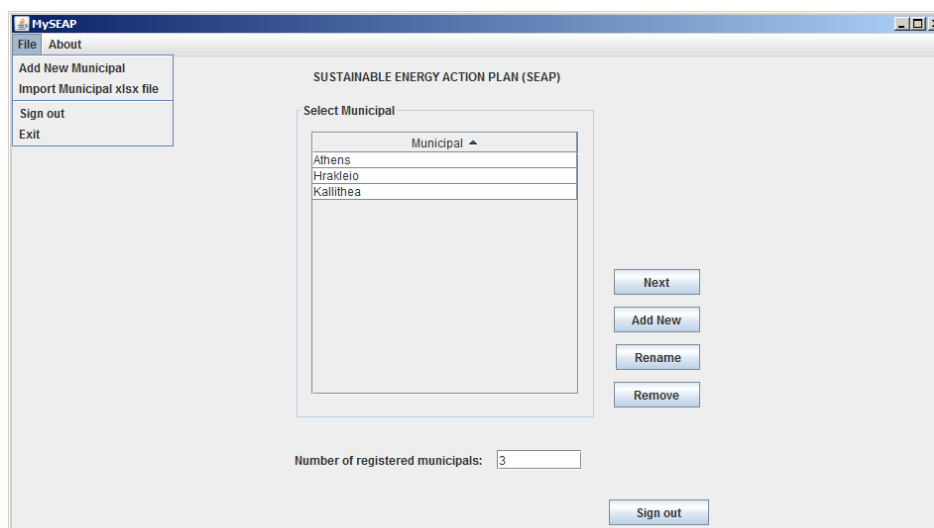 MySEAP
File About
Add New Municipal
Import Municipal xlsx file
Sign out
Exit
SUSTAINABLE ENERGY ACTION PLAN (SEAP)
Select Municipal
Municipal
Athens
Hrakleio
Kallithea
Next
Add New
Rename
Remove
Number of registered municipals: 3
Sign out